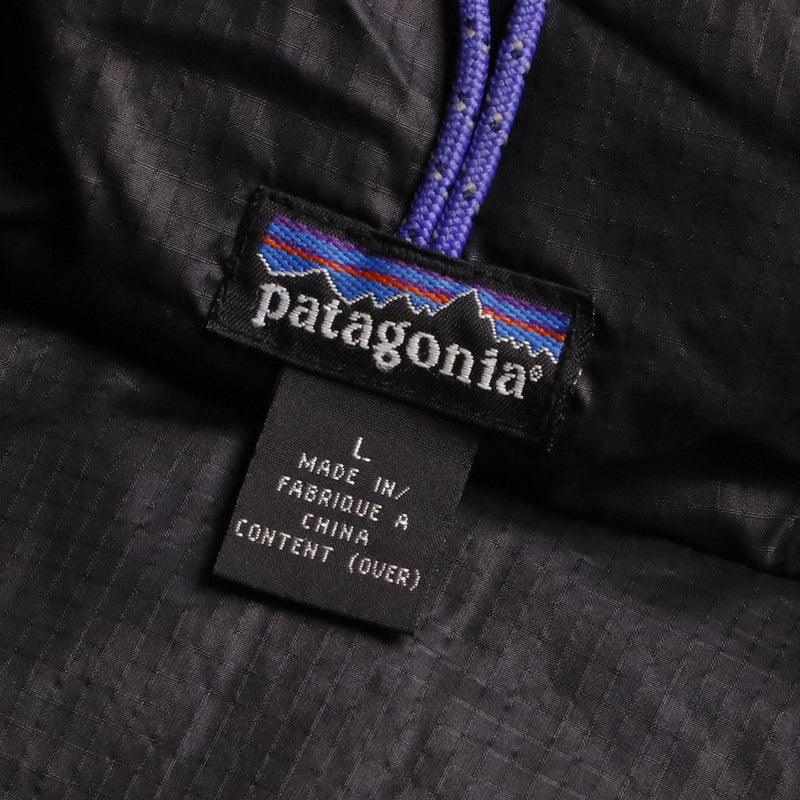 patagonia®
L
MADE IN/
FABRIQUE A
CHINA
CONTENT (OVER)